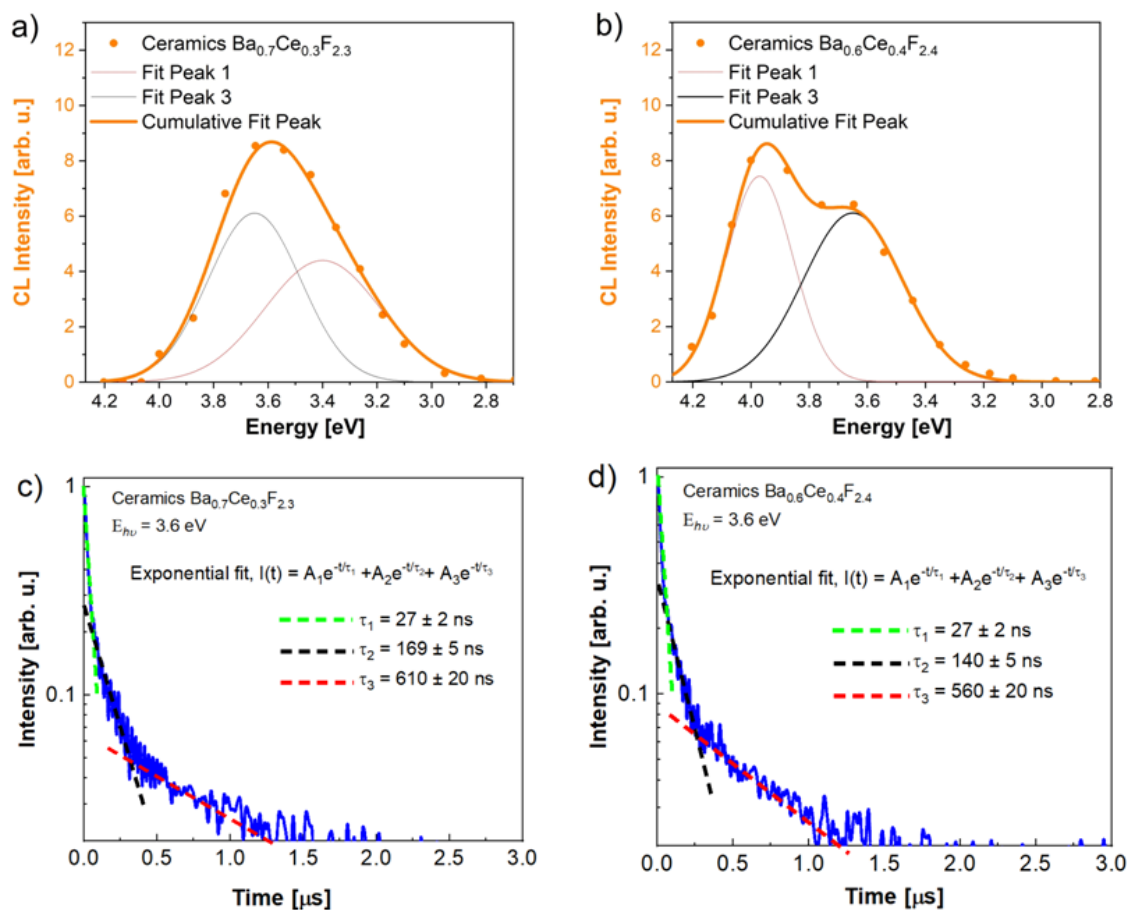 a)
Ceramics Ba0.7Ce0.3F2.3
Fit Peak 1
Fit Peak 3
Cumulative Fit Peak
CL Intensity [arb. u.]
12
10
8
6
4
2
0
4.2 4.0 3.8 3.6 3.4 3.2 3.0 2.8
Energy [eV]
b)
Ceramics Ba0.6Ce0.4F2.4
Fit Peak 1
Fit Peak 3
Cumulative Fit Peak
CL Intensity [arb. u.]
12
10
8
6
4
2
0
4.2 4.0 3.8 3.6 3.4 3.2 3.0 2.8
Energy [eV]
c)
Ceramics Ba0.7Ce0.3F2.3
Ehυ = 3.6 eV
Exponential fit, I(t) = A1e-t/τ1 +A2e-t/τ2+ A3e-t/τ3
τ1 = 27 ± 2 ns
τ2 = 169 ± 5 ns
τ3 = 610 ± 20 ns
Intensity [arb. u.]
1
0.1
0.0 0.5 1.0 1.5 2.0 2.5 3.0
Time [μs]
d)
Ceramics Ba0.6Ce0.4F2.4
Ehυ = 3.6 eV
Exponential fit, I(t) = A1e-t/τ1 +A2e-t/τ2+ A3e-t/τ3
τ1 = 27 ± 2 ns
τ2 = 140 ± 5 ns
τ3 = 560 ± 20 ns
Intensity [arb. u.]
1
0.1
0.0 0.5 1.0 1.5 2.0 2.5 3.0
Time [μs]